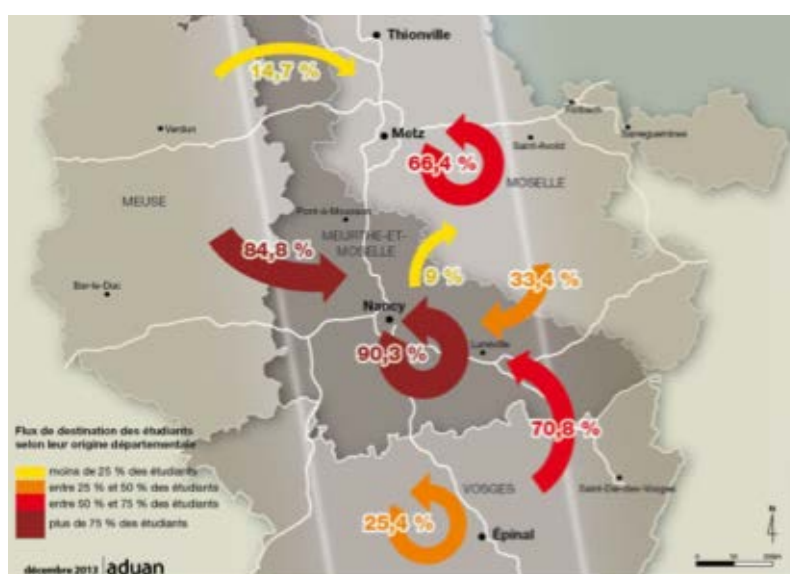 Thionville
14,7 %
Verdun
Metz
Forbach
Sarreguemines
Saint-Avold
66,4 %
MOSELLE
MEUSE
Pont-à-Mousson
MEURTHE-ET-
MOSELLE
84,8 %
9 %
33,4 %
Bar-le-Duc
Nancy
Lunéville
90,3 %
70,8 %
Flux de destination des étudiants
selon leur origine départementale
moins de 25 % des étudiants
entre 25 % et 50 % des étudiants
entre 50 % et 75 % des étudiants
plus de 75 % des étudiants
VOSGES
Saint-Dié-des-Vosges
25,4 %
Épinal
N
décembre 2013 aduan